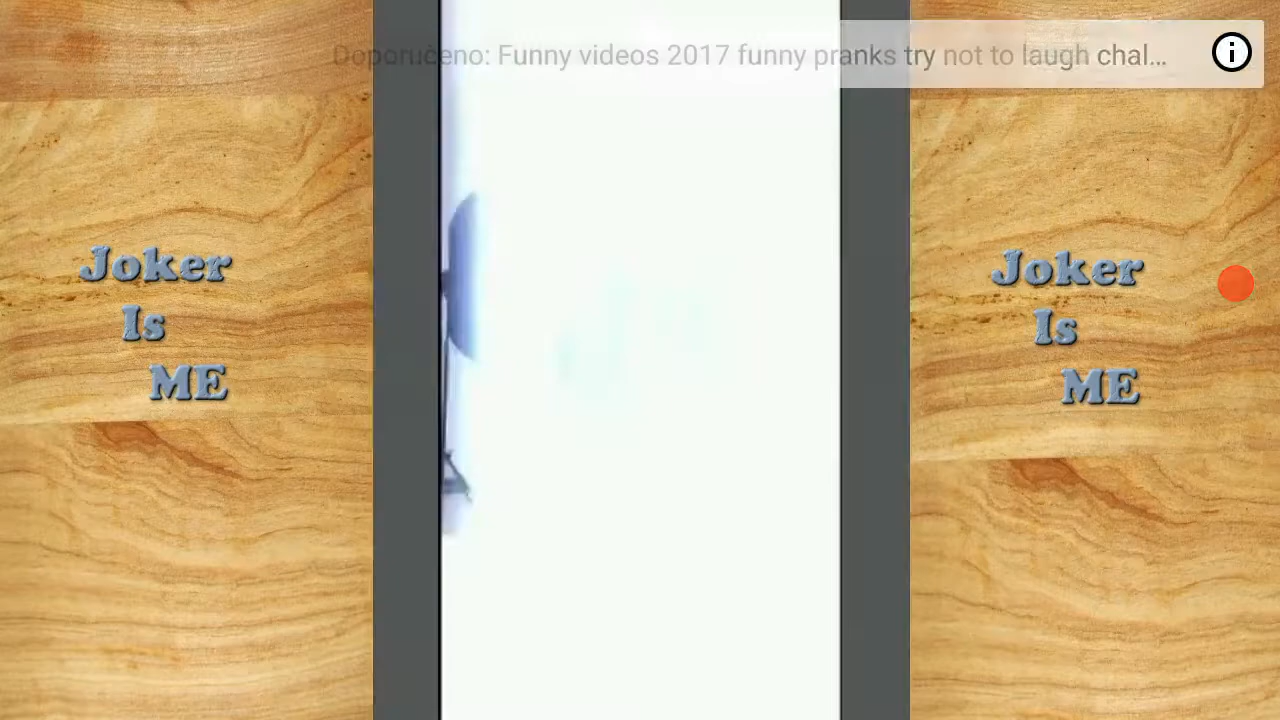 Doporučeno: Funny videos 2017 funny pranks try not to laugh chal...
Joker
Is
ME
Joker
Is
ME